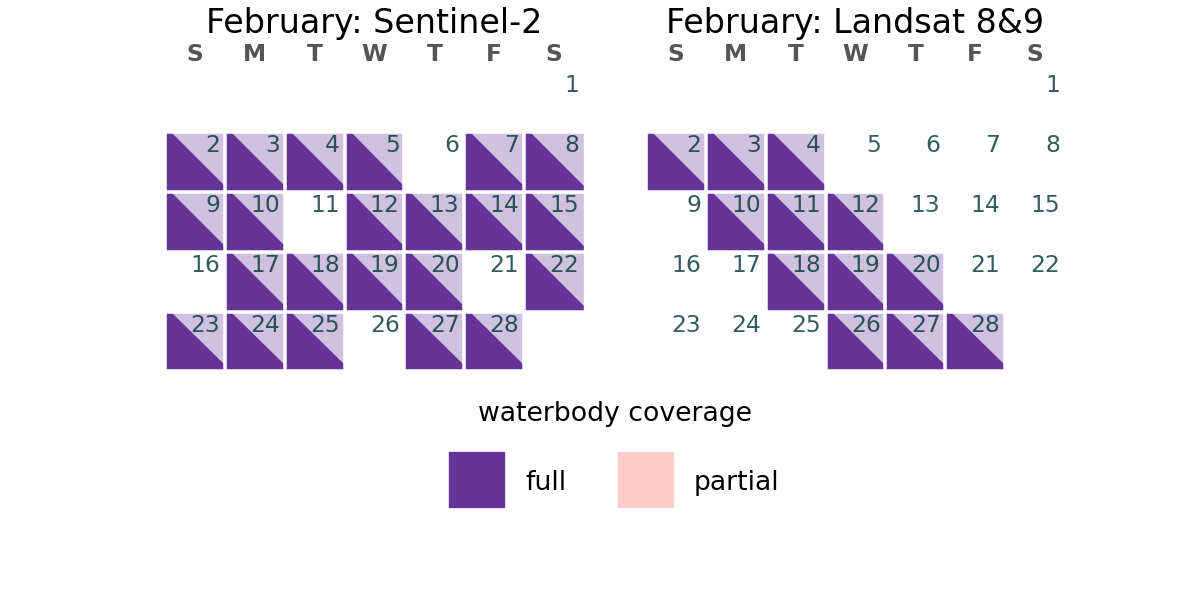 February: Sentinel-2
S M T W T F S
1
2 3 4 5 6 7 8
9 10 11 12 13 14 15
16 17 18 19 20 21 22
23 24 25 26 27 28
February: Landsat 8&9
S M T W T F S
1
2 3 4 5 6 7 8
9 10 11 12 13 14 15
16 17 18 19 20 21 22
23 24 25 26 27 28
waterbody coverage
full partial